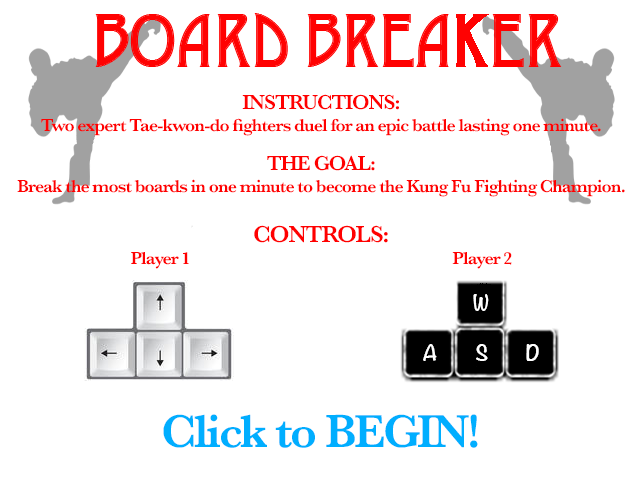 BOARD BREAKER
INSTRUCTIONS:
Two expert Tae-kwon-do fighters duel for an epic battle lasting one minute.
THE GOAL:
Break the most boards in one minute to become the Kung Fu Fighting Champion.
CONTROLS:
Player 1 Player 2
↑ W
← ↓ → A S D
Click to BEGIN!